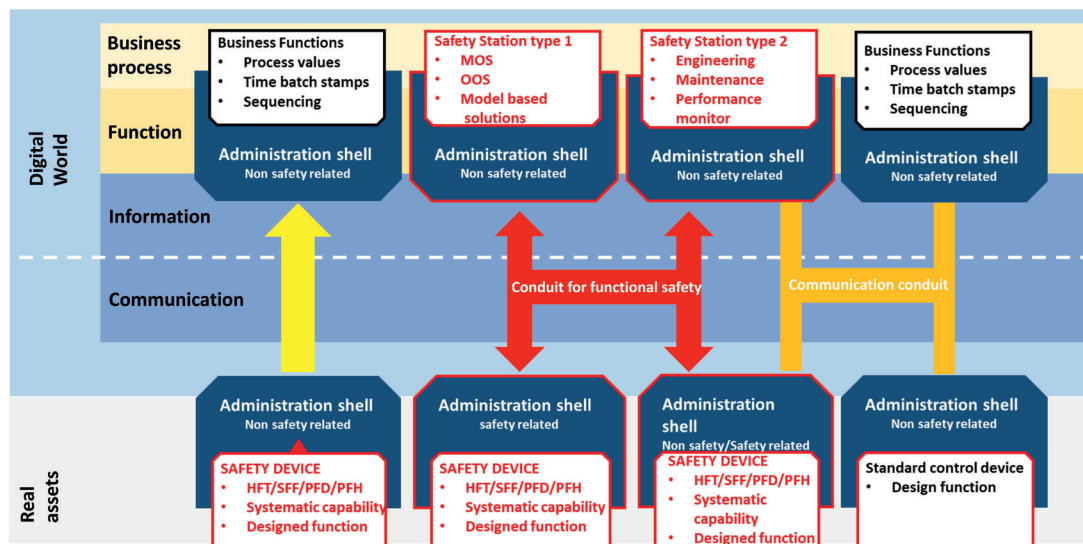 Digital
World
Real
assets
Business
process
Function
Information
Communication
Business Functions
• Process values
• Time batch stamps
• Sequencing
Administration shell
Non safety related
Safety Station type 1
• MOS
• OOS
• Model based
solutions
Administration shell
Non safety related
Safety Station type 2
• Engineering
• Maintenance
• Performance
monitor
Administration shell
Non safety related
Business Functions
• Process values
• Time batch stamps
• Sequencing
Administration shell
Non safety related
Conduit for functional safety
Communication conduit
Administration shell
Non safety related
SAFETY DEVICE
• HFT/SFF/PFD/PFH
• Systematic capability
• Designed function
Administration shell
safety related
SAFETY DEVICE
• HFT/SFF/PFD/PFH
• Systematic capability
• Designed function
Administration
shell
Non safety/Safety related
SAFETY DEVICE
• HFT/SFF/PFD/PFH
• Systematic
capability
• Designed function
Administration shell
Non safety related
Standard control device
• Design function